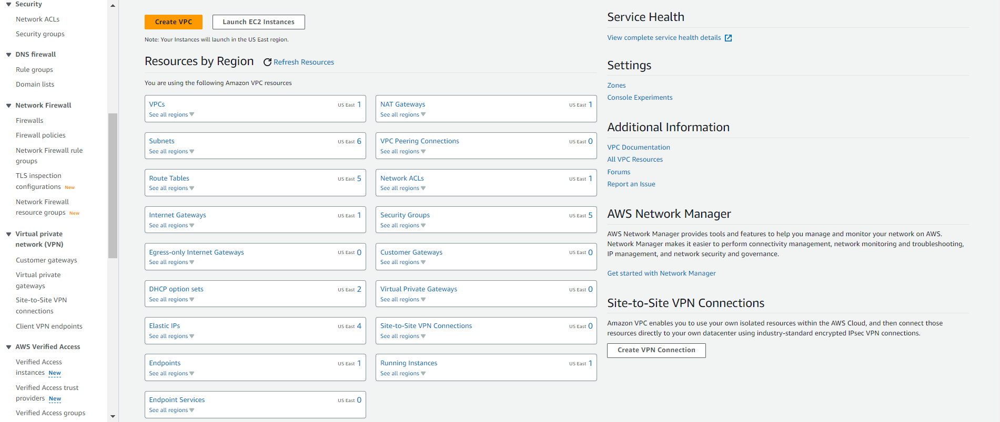 Security
Network ACLs
Security groups
DNS firewall
Rule groups
Domain lists
Network Firewall
Firewalls
Firewall policies
Network Firewall rule
groups
TLS inspection
configurations New
Network Firewall
resource groups New
Virtual private
network (VPN)
Customer gateways
Virtual private
gateways
Site-to-Site VPN
connections
Client VPN endpoints
AWS Verified Access
Verified Access
instances New
Verified Access trust
providers New
Verified Access groups
Create VPC
Launch EC2 Instances
Note: Your Instances will launch in the US East region.
Resources by Region Refresh Resources
You are using the following Amazon VPC resources
VPCs US East 1
See all regions
NAT Gateways US East 1
See all regions
Subnets US East 6
See all regions
VPC Peering Connections US East 0
See all regions
Route Tables US East 5
See all regions
Network ACLs US East 1
See all regions
Internet Gateways US East 1
See all regions
Security Groups US East 5
See all regions
Egress-only Internet Gateways US East 0
See all regions
Customer Gateways US East 0
See all regions
DHCP option sets US East 2
See all regions
Virtual Private Gateways US East 0
See all regions
Elastic IPs US East 4
See all regions
Site-to-Site VPN Connections US East 0
See all regions
Endpoints US East 1
See all regions
Running Instances US East 1
See all regions
Endpoint Services US East 0
See all regions
Service Health
View complete service health details
Settings
Zones
Console Experiments
Additional Information
VPC Documentation
All VPC Resources
Forums
Report an Issue
AWS Network Manager
AWS Network Manager provides tools and features to help you manage and monitor your network on AWS.
Network Manager makes it easier to perform connectivity management, network monitoring and troubleshooting,
IP management, and network security and governance.
Get started with Network Manager
Site-to-Site VPN Connections
Amazon VPC enables you to use your own isolated resources within the AWS Cloud, and then connect those
resources directly to your own datacenter using industry-standard encrypted IPsec VPN connections.
Create VPN Connection